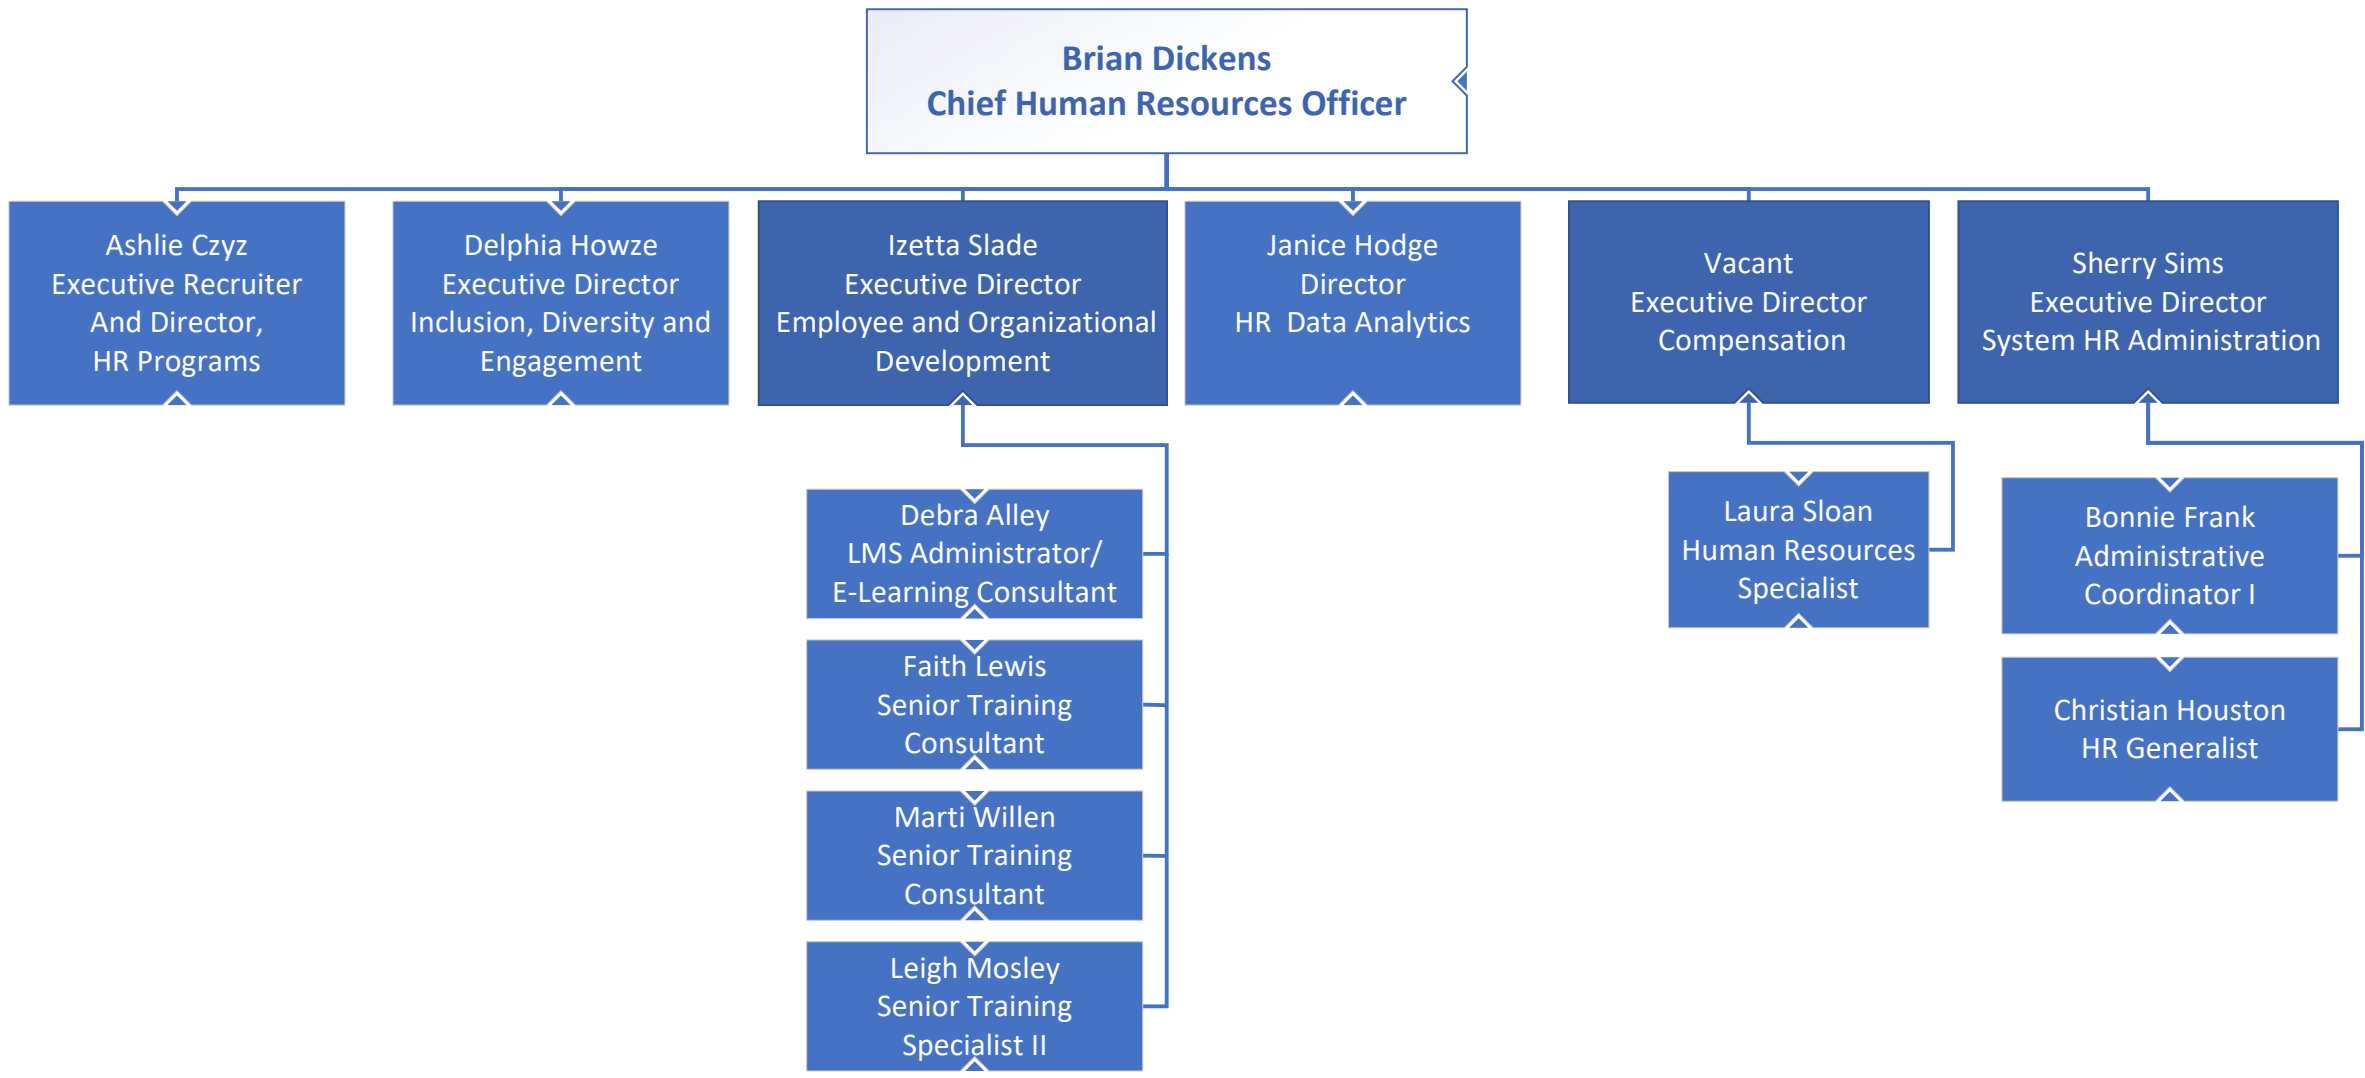 Brian Dickens
Chief Human Resources Officer
Ashlie Czyz
Executive Recruiter
And Director,
HR Programs
Delphia Howze
Executive Director
Inclusion, Diversity and
Engagement
Izetta Slade
Executive Director
Employee and Organizational
Development
Janice Hodge
Director
HR  Data Analytics
Vacant
Executive Director
Compensation
Sherry Sims
Executive Director
System HR Administration
Debra Alley
LMS Administrator/
E-Learning Consultant
Faith Lewis
Senior Training
Consultant
Marti Willen
Senior Training
Consultant
Leigh Mosley
Senior Training
Specialist II
Laura Sloan
Human Resources
Specialist
Bonnie Frank
Administrative
Coordinator I
Christian Houston
HR Generalist